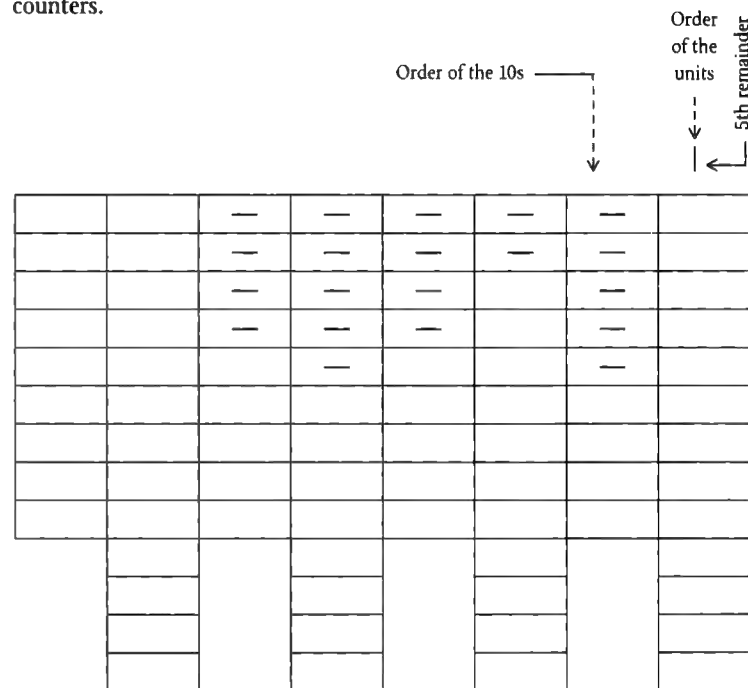 counters.
Order
of the
units
5th remainder
Order of the 10s